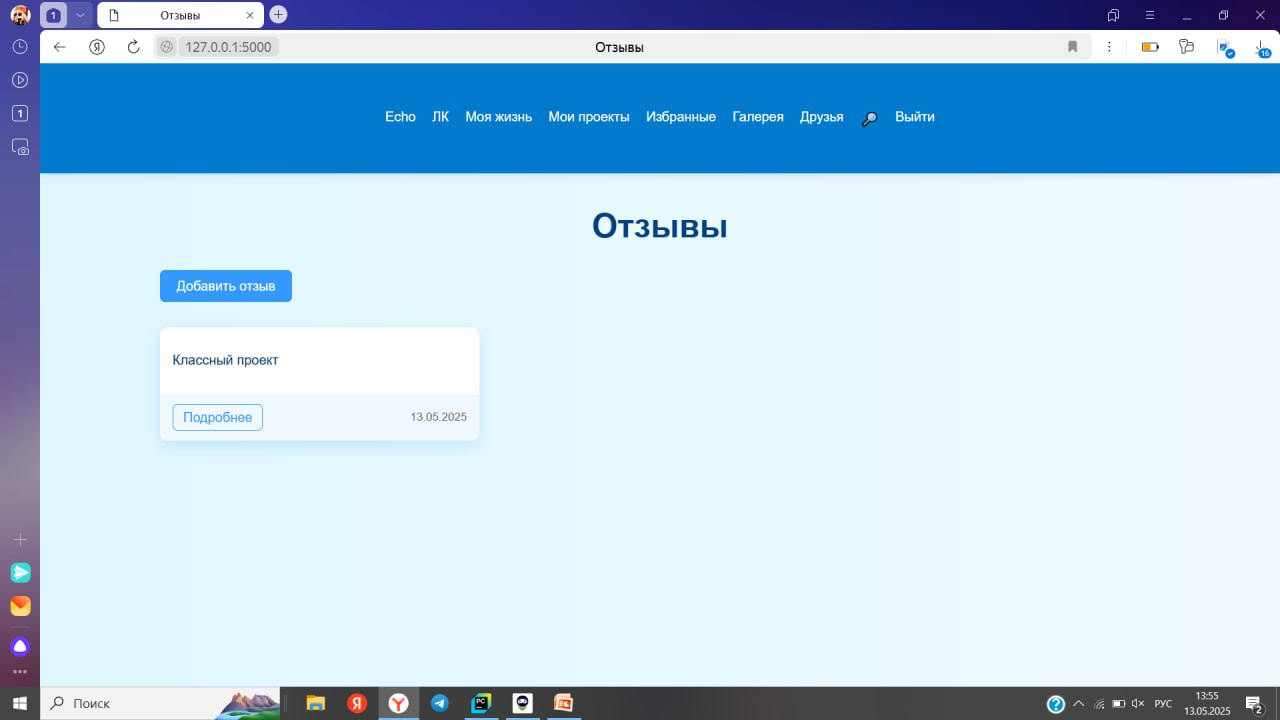 1
Отзывы
127.0.0.1:5000
Отзывы
16
1
Echo ЛК Моя жизнь Мои проекты Избранные Галерея Друзья Выйти
Отзывы
Добавить отзыв
Классный проект
Подробнее
13.05.2025
Поиск
РУС
13:55
13.05.2025
2